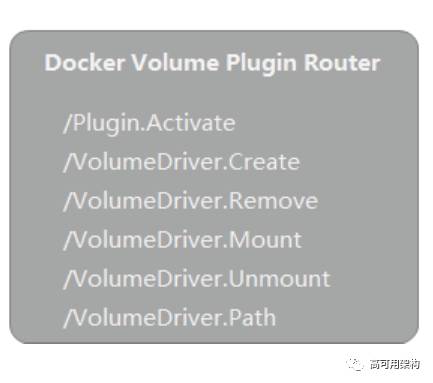 Docker Volume Plugin Router
/Plugin.Activate
/VolumeDriver.Create
/VolumeDriver.Remove
/VolumeDriver.Mount
/VolumeDriver.Unmount
/VolumeDriver.Path
高可用架构